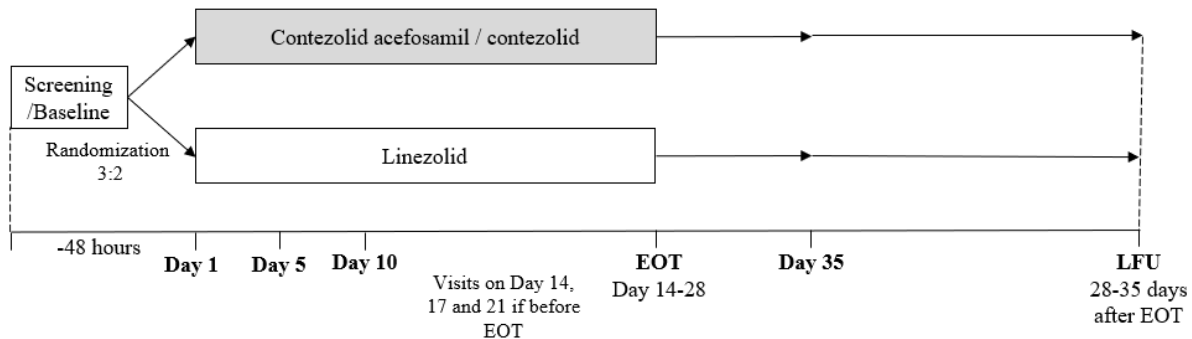 Contezolid acefosamil / contezolid
Screening
/Baseline
Randomization
3:2
Linezolid
-48 hours
Day 1
Day 5
Day 10
Visits on Day 14,
17 and 21 if before
EOT
EOT
Day 14-28
Day 35
LFU
28-35 days
after EOT